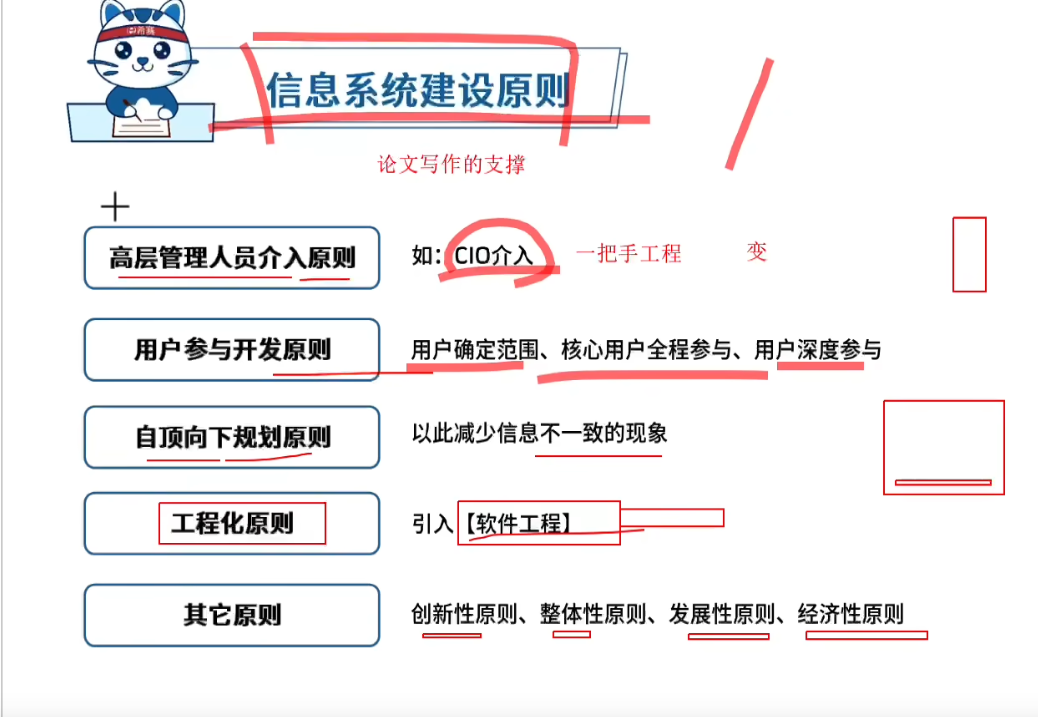 信息系统建设原则
论文写作的支撑
高层管理人员介入原则 如：CIO介入 一把手工程 变
用户参与开发原则 用户确定范围、核心用户全程参与、用户深度参与
自顶向下规划原则 以此减少信息不一致的现象
工程化原则 引入【软件工程】
其它原则 创新性原则、整体性原则、发展性原则、经济性原则